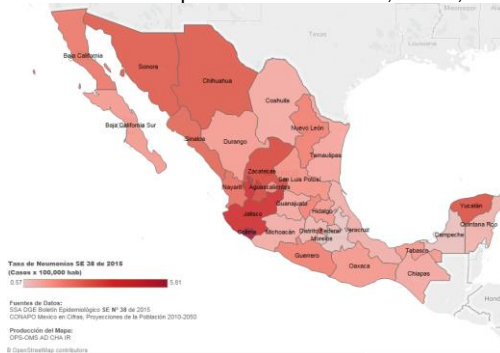 Texas
Louisiana
Baja California
Sonora
Chihuahua
Coahuila
Baja California Sur
Sinaloa
Durango
Nuevo León
Tamaulipas
Zacatecas
San Luis Potosí
Nayarit
Aguascalientes
Jalisco
Guanajuato
Hidalgo
Yucatán
Colima
Michoacán
Distrito Federal
Veracruz
Campeche
Quintana Roo
Morelos
Tabasco
Guerrero
Oaxaca
Chiapas
Tasa de Neumonías SE 38 de 2015
(Casos x 100,000 hab)
0.57 5.81
Fuentes de Datos:
SSA DGE Boletín Epidemiológico SE Nº 38 de 2015
CONAPO Mexico en Cifras, Proyecciones de la Población 2010-2050
Producción del Mapa:
OPS-OMS AD CHA IR
© OpenStreetMap contributors